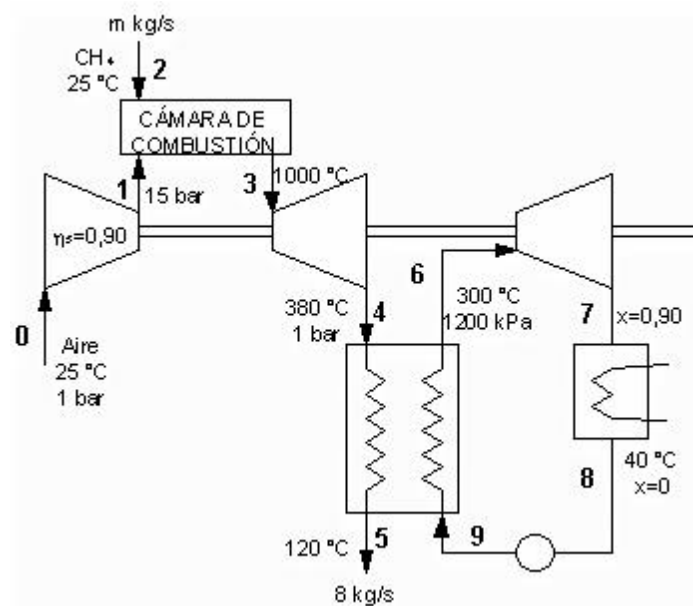 m kg/s
CH₄
25 °C
2
CÁMARA DE
COMBUSTIÓN
1
15 bar
3
1000 °C
ηs=0,90
0
Aire
25 °C
1 bar
380 °C
1 bar
4
6
300 °C
1200 kPa
7
x=0,90
8
40 °C
x=0
5
120 °C
8 kg/s
9